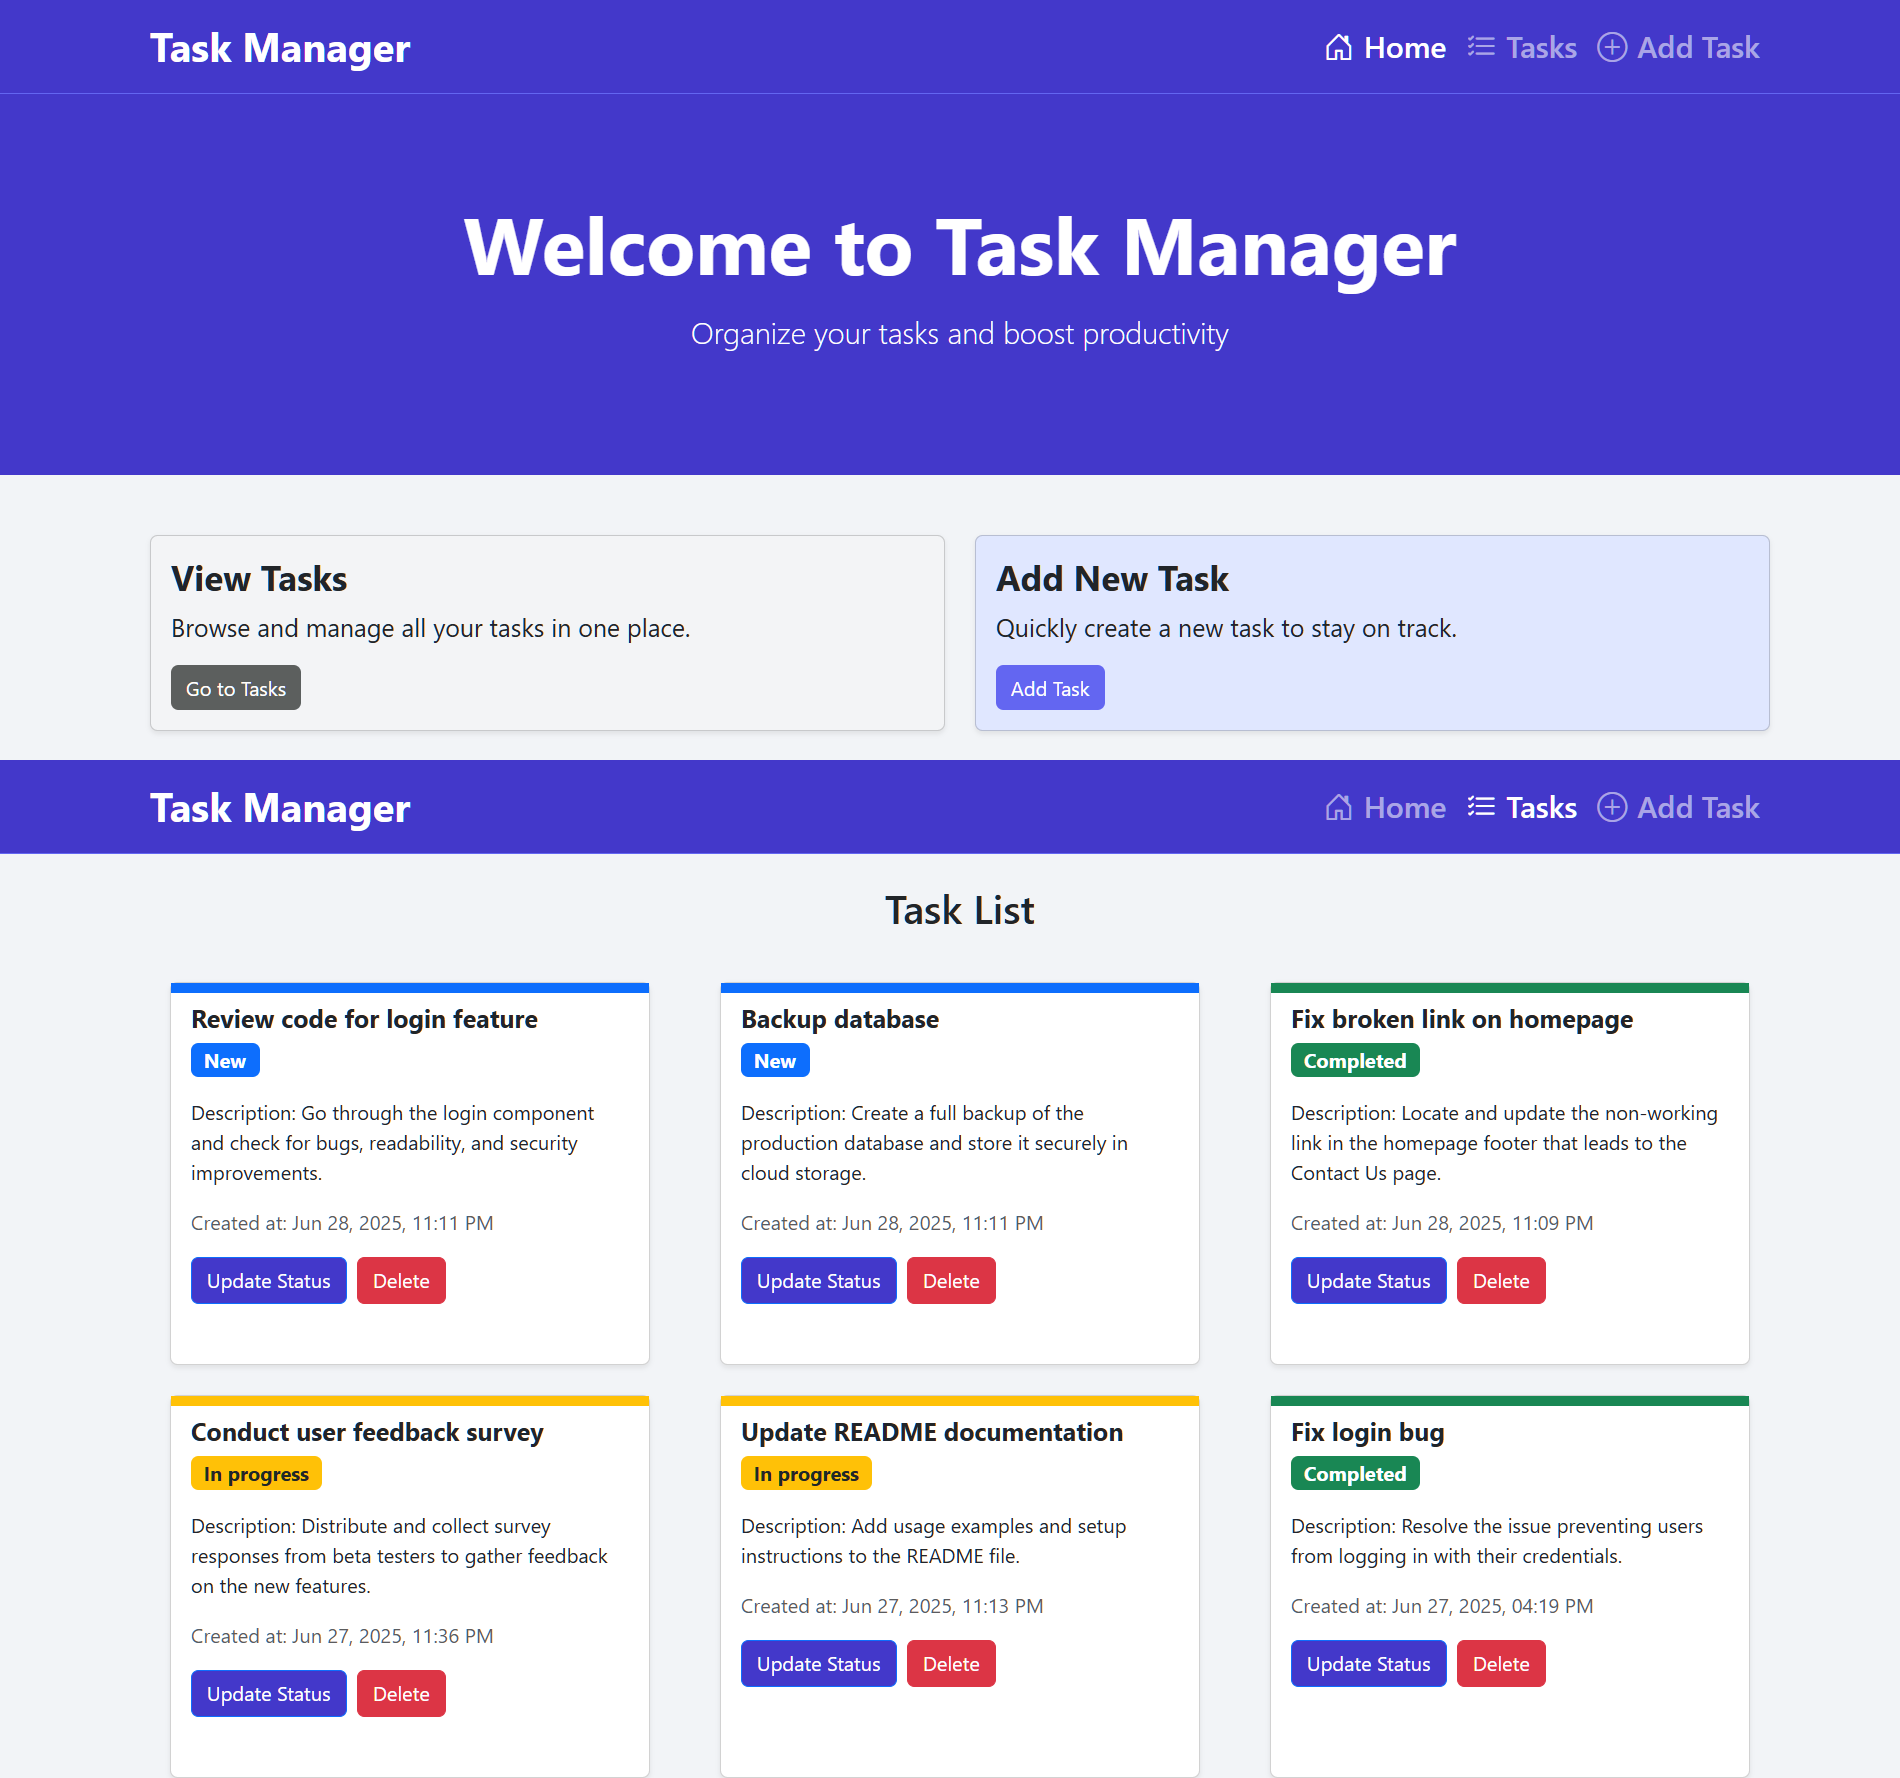 Task Manager
Home Tasks Add Task
Welcome to Task Manager
Organize your tasks and boost productivity
View Tasks
Browse and manage all your tasks in one place.
Go to Tasks
Add New Task
Quickly create a new task to stay on track.
Add Task
Task Manager
Home Tasks Add Task
Task List
Review code for login feature
New
Description: Go through the login component
and check for bugs, readability, and security
improvements.
Created at: Jun 28, 2025, 11:11 PM
Update Status Delete
Backup database
New
Description: Create a full backup of the
production database and store it securely in
cloud storage.
Created at: Jun 28, 2025, 11:11 PM
Update Status Delete
Fix broken link on homepage
Completed
Description: Locate and update the non-working
link in the homepage footer that leads to the
Contact Us page.
Created at: Jun 28, 2025, 11:09 PM
Update Status Delete
Conduct user feedback survey
In progress
Description: Distribute and collect survey
responses from beta testers to gather feedback
on the new features.
Created at: Jun 27, 2025, 11:36 PM
Update Status Delete
Update README documentation
In progress
Description: Add usage examples and setup
instructions to the README file.
Created at: Jun 27, 2025, 11:13 PM
Update Status Delete
Fix login bug
Completed
Description: Resolve the issue preventing users
from logging in with their credentials.
Created at: Jun 27, 2025, 04:19 PM
Update Status Delete